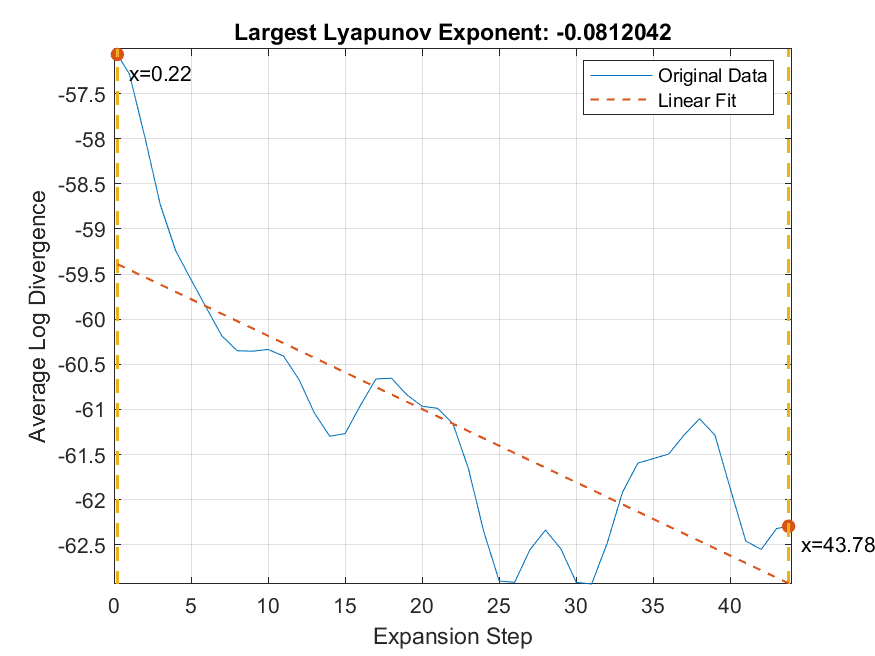 Largest Lyapunov Exponent: -0.0812042
x=0.22
Original Data
Linear Fit
-57.5
-58
-58.5
-59
-59.5
-60
-60.5
-61
-61.5
-62
-62.5
Average Log Divergence
x=43.78
0 5 10 15 20 25 30 35 40
Expansion Step